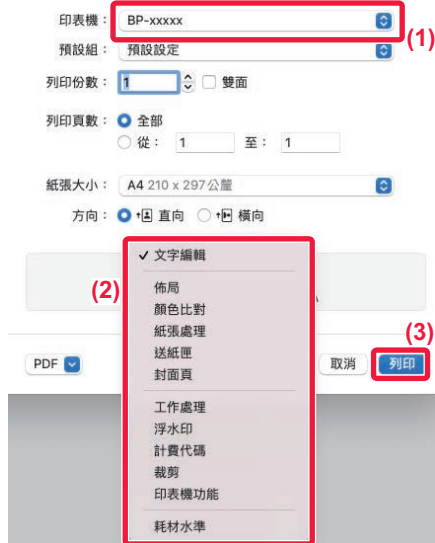 印表機： BP-xxxxx
(1)
預設組： 預設設定
列印份數： 1 雙面
列印頁數： 全部
從： 1 至： 1
紙張大小： A4 210 x 297公釐
方向： 直向 橫向
✓ 文字編輯
(2)
佈局
顏色比對
紙張處理
送紙匣
封面頁
(3)
PDF 取消 列印
工作處理
浮水印
計費代碼
裁剪
印表機功能
耗材水準